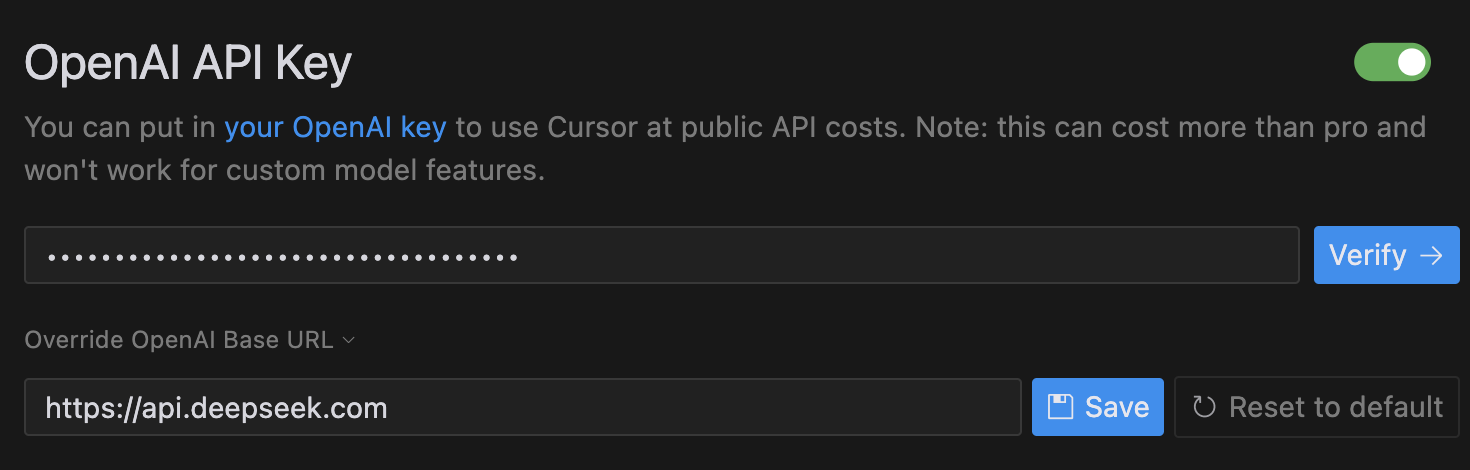 OpenAI API Key
You can put in your OpenAI key to use Cursor at public API costs. Note: this can cost more than pro and
won't work for custom model features.
•••••••••••••••••••••••••••••••••••
Verify →
Override OpenAI Base URL
https://api.deepseek.com
Save
Reset to default